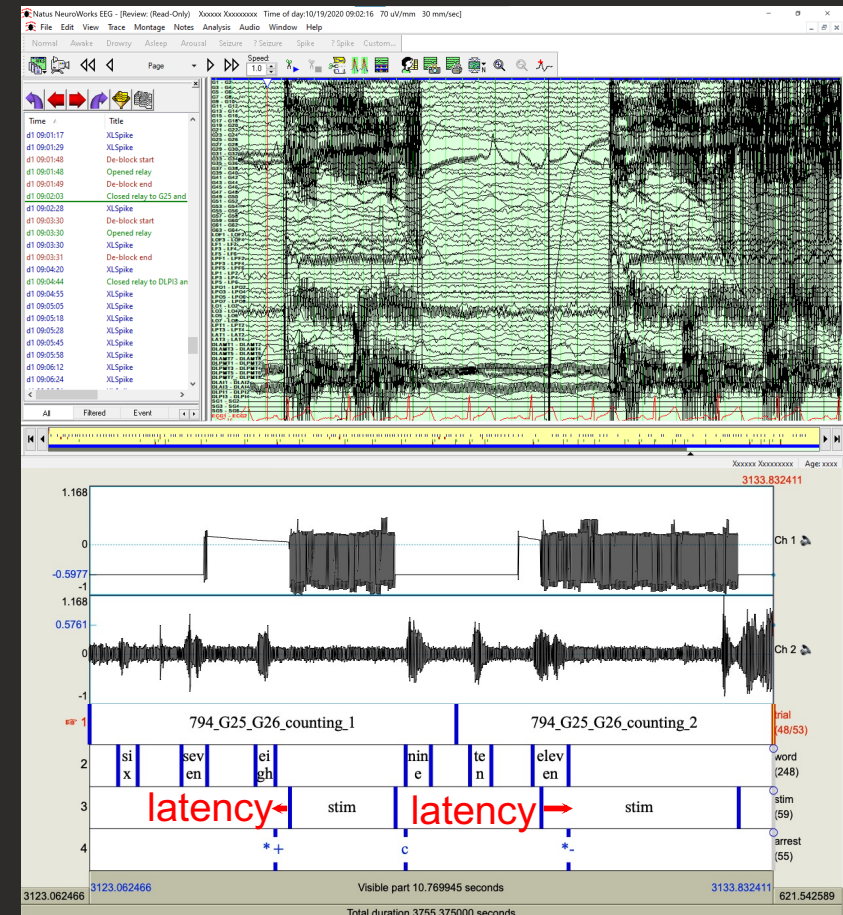 Natus NeuroWorks EEG - [Review: (Read-Only) Xxxxxx Xxxxxxxxx Time of day:10/19/2020 09:02:16 70 uV/mm 30 mm/sec]
File Edit View Trace Montage Notes Analysis Audio Window Help
Normal Awake Drowsy Asleep Arousal Seizure ? Seizure Spike ? Spike Custom...
Page Speed: 1.0
Time Title
d1 09:01:17 XLSpike
d1 09:01:29 XLSpike
d1 09:01:48 De-block start
d1 09:01:48 Opened relay
d1 09:01:49 De-block end
d1 09:02:03 Closed relay to G25 and
d1 09:02:28 XLSpike
d1 09:03:30 De-block start
d1 09:03:30 Opened relay
d1 09:03:30 XLSpike
d1 09:03:31 De-block end
d1 09:04:20 XLSpike
d1 09:04:44 Closed relay to DLPI3 an
d1 09:04:55 XLSpike
d1 09:05:05 XLSpike
d1 09:05:18 XLSpike
d1 09:05:28 XLSpike
d1 09:05:45 XLSpike
d1 09:05:58 XLSpike
d1 09:06:12 XLSpike
d1 09:06:24 XLSpike
All Filtered Event
Xxxxxx Xxxxxxxxx Age: xxxx
3133.832411
1.168
0
-0.5977
-1
Ch 1
1.168
0.5761
0
-1
Ch 2
1 794_G25_G26_counting_1 794_G25_G26_counting_2 trial
(48/53)
2 si sev ei nin te elev word
x en gh e n en (248)
3 latency stim latency stim stim
(59)
4 *+ c *- arrest
(55)
3123.062466 3123.062466 Visible part 10.769945 seconds 3133.832411 621.542589
Total duration 3755.375000 seconds